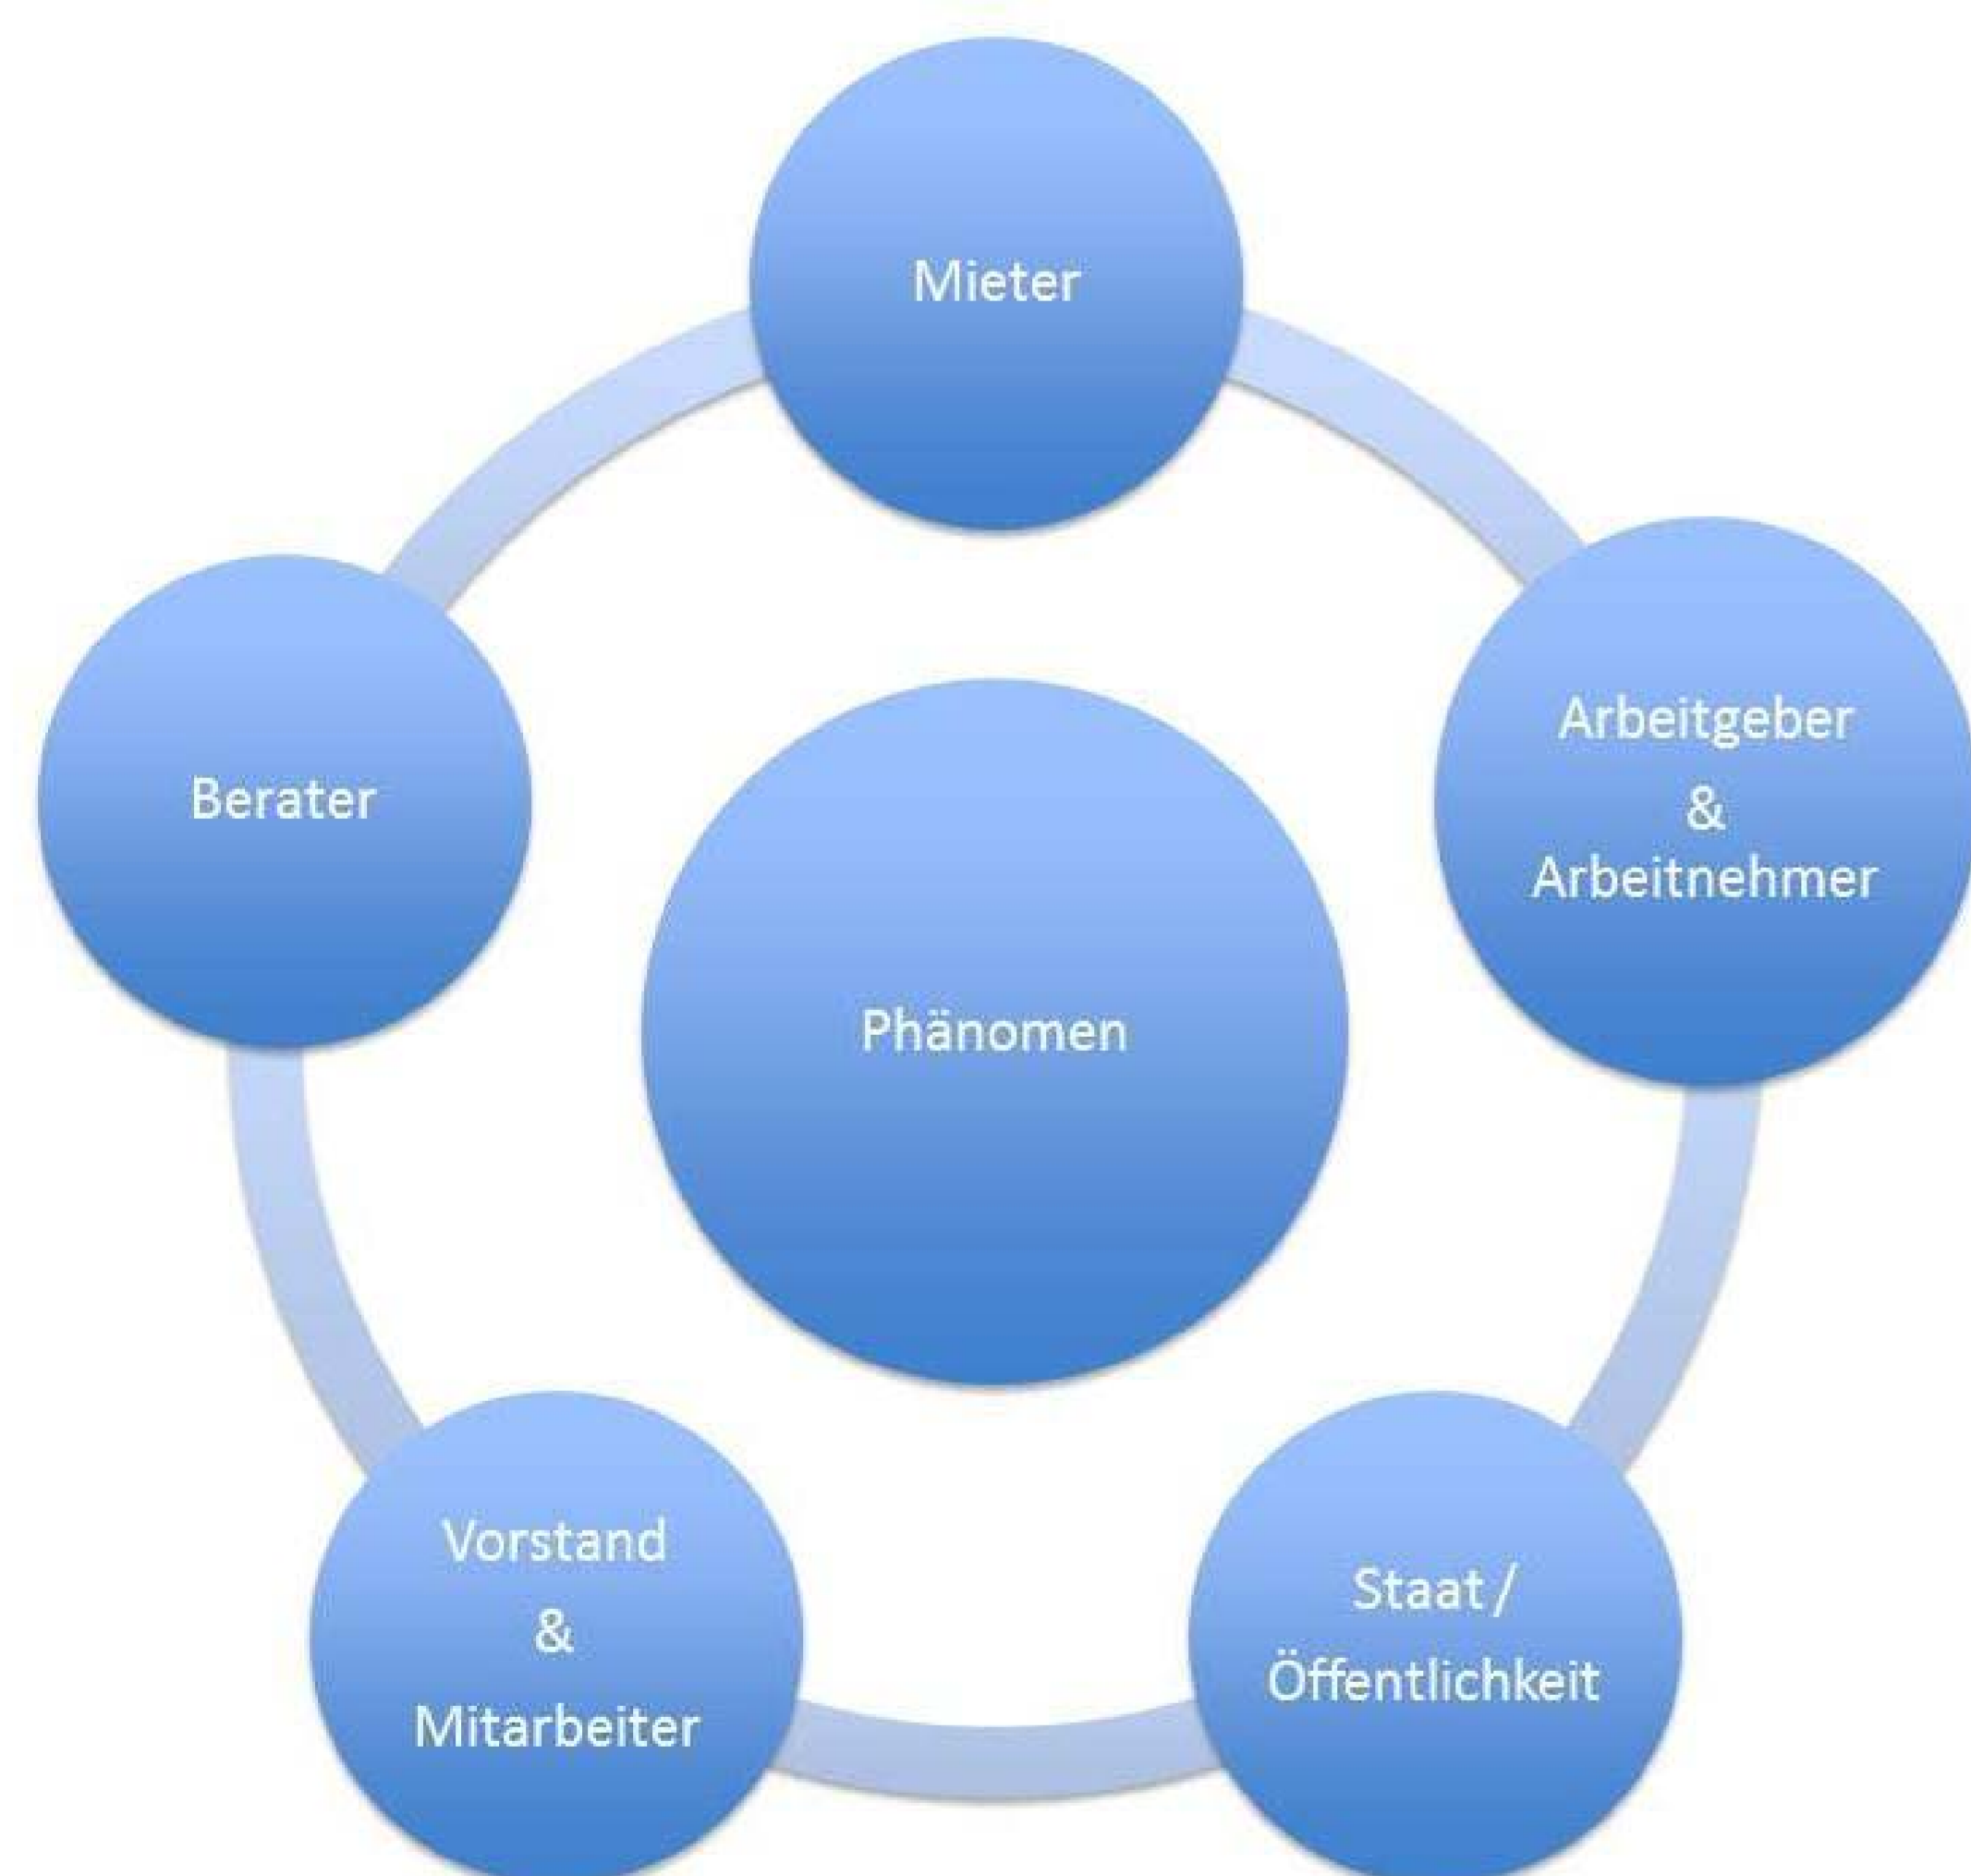 Mieter
Berater
Arbeitgeber
&
Arbeitnehmer
Phänomen
Vorstand
&
Mitarbeiter
Staat /
Öffentlichkeit